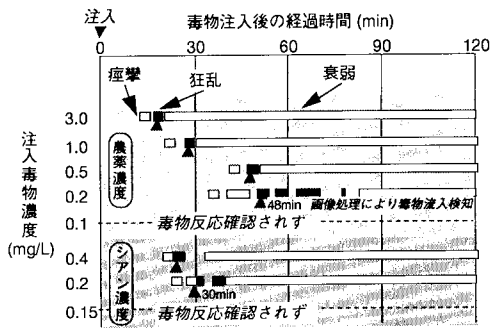 注入
毒物注入後の経過時間 (min)
0
30
60
90
120
痙攣
狂乱
衰弱
注入毒物濃度
(mg/L)
農薬濃度
3.0
1.0
0.5
0.2
48min
画像処理により毒物流入検知
0.1
毒物反応確認されず
シアン濃度
0.4
0.2
30min
0.15
毒物反応確認されず